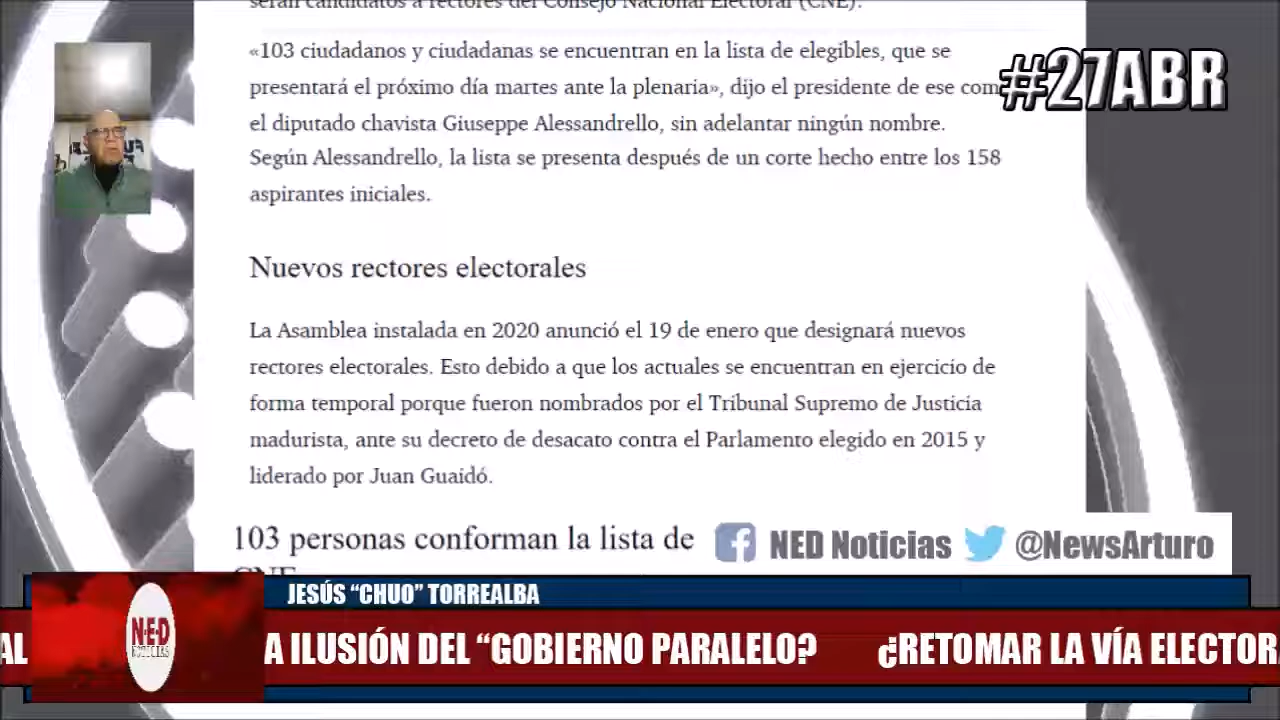 serán candidatos a rectores del Consejo Nacional Electoral (CNE).
«103 ciudadanos y ciudadanas se encuentran en la lista de elegibles, que se
presentará el próximo día martes ante la plenaria», dijo el presidente de ese com
#27ABR
el diputado chavista Giuseppe Alessandrello, sin adelantar ningún nombre.
Según Alessandrello, la lista se presenta después de un corte hecho entre los 158
aspirantes iniciales.
Nuevos rectores electorales
La Asamblea instalada en 2020 anunció el 19 de enero que designará nuevos
rectores electorales. Esto debido a que los actuales se encuentran en ejercicio de
forma temporal porque fueron nombrados por el Tribunal Supremo de Justicia
madurista, ante su decreto de desacato contra el Parlamento elegido en 2015 y
liderado por Juan Guaidó.
103 personas conforman la lista de
CNE
NED Noticias @NewsArturo
JESÚS “CHUO” TORREALBA
N·E·D
NOTICIAS
AL A ILUSIÓN DEL “GOBIERNO PARALELO? ¿RETOMAR LA VÍA ELECTOR